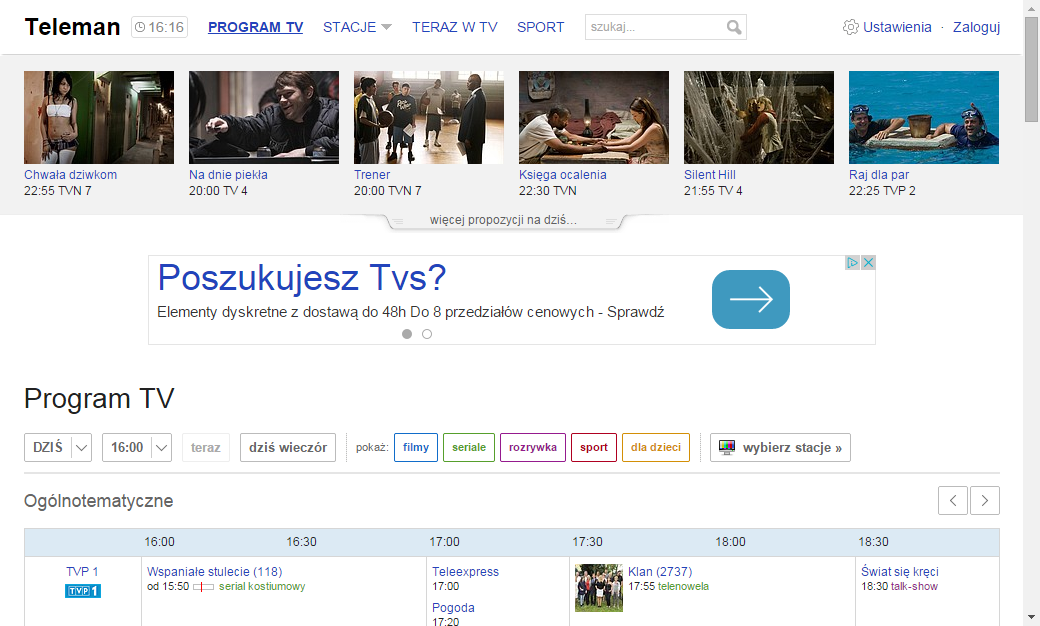 Teleman 16:16 PROGRAM TV STACJE TERAZ W TV SPORT szukaj... Ustawienia · Zaloguj
Chwała dziwkom
22:55 TVN 7
Na dnie piekła
20:00 TV 4
Trener
20:00 TVN 7
Księga ocalenia
22:30 TVN
Silent Hill
21:55 TV 4
Raj dla par
22:25 TVP 2
więcej propozycji na dziś...
Poszukujesz Tvs?
Elementy dyskretne z dostawą do 48h Do 8 przedziałów cenowych - Sprawdź
Program TV
DZIŚ 16:00 teraz dziś wieczór pokaż: filmy seriale rozrywka sport dla dzieci wybierz stacje »
Ogólnotematyczne
16:00 16:30 17:00 17:30 18:00 18:30
TVP 1
TVP 1
Wspaniałe stulecie (118)
od 15:50 serial kostiumowy
Teleexpress
17:00
Pogoda
17:20
Klan (2737)
17:55 telenowela
Świat się kręci
18:30 talk-show